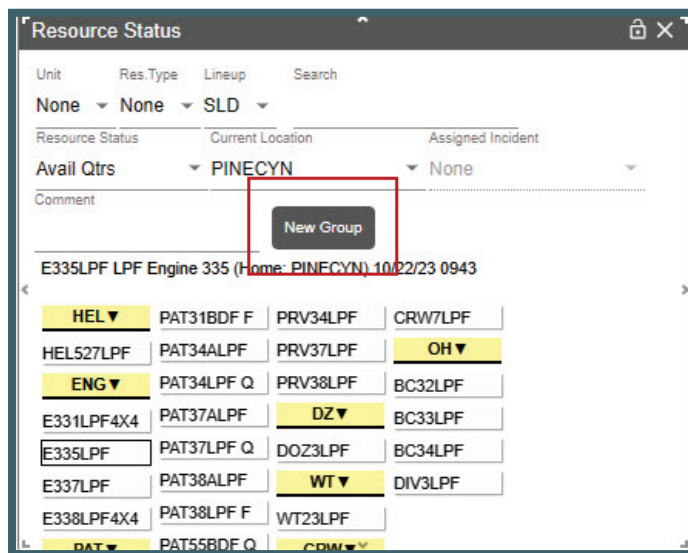 Resource Status
Unit Res.Type Lineup Search
None None SLD
Resource Status Current Location Assigned Incident
Avail Qtrs PINECYN None
Comment
New Group
E335LPF LPF Engine 335 (Home: PINECYN) 10/22/23 0943
HEL▼ PAT31BDF F PRV34LPF CRW7LPF
HEL527LPF PAT34ALPF PRV37LPF OH▼
ENG▼ PAT34LPF Q PRV38LPF BC32LPF
E331LPF4X4 PAT37ALPF DZ▼ BC33LPF
E335LPF PAT37LPF Q DOZ3LPF BC34LPF
E337LPF PAT38ALPF WT▼ DIV3LPF
E338LPF4X4 PAT38LPF F WT23LPF
PAT▼ PAT55BDF Q CRW▼